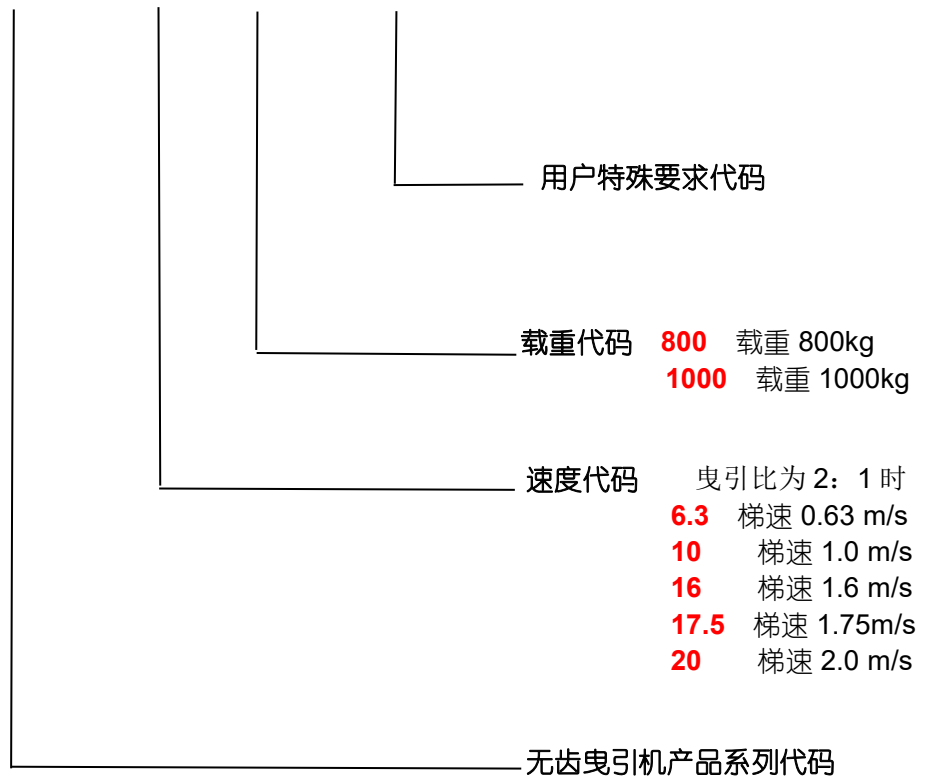 用户特殊要求代码
载重代码 800 载重 800kg
1000 载重 1000kg
速度代码 曳引比为 2：1 时
6.3 梯速 0.63 m/s
10 梯速 1.0 m/s
16 梯速 1.6 m/s
17.5 梯速 1.75m/s
20 梯速 2.0 m/s
无齿曳引机产品系列代码